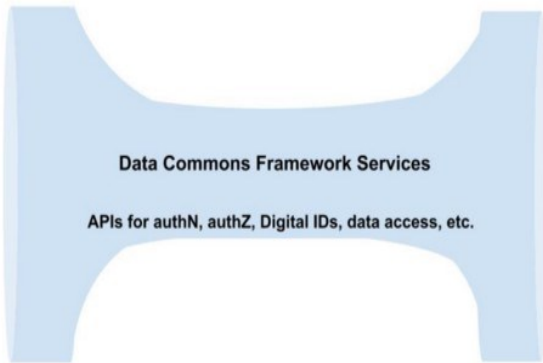 Data Commons Framework Services
APIs for authN, authZ, Digital IDs, data access, etc.